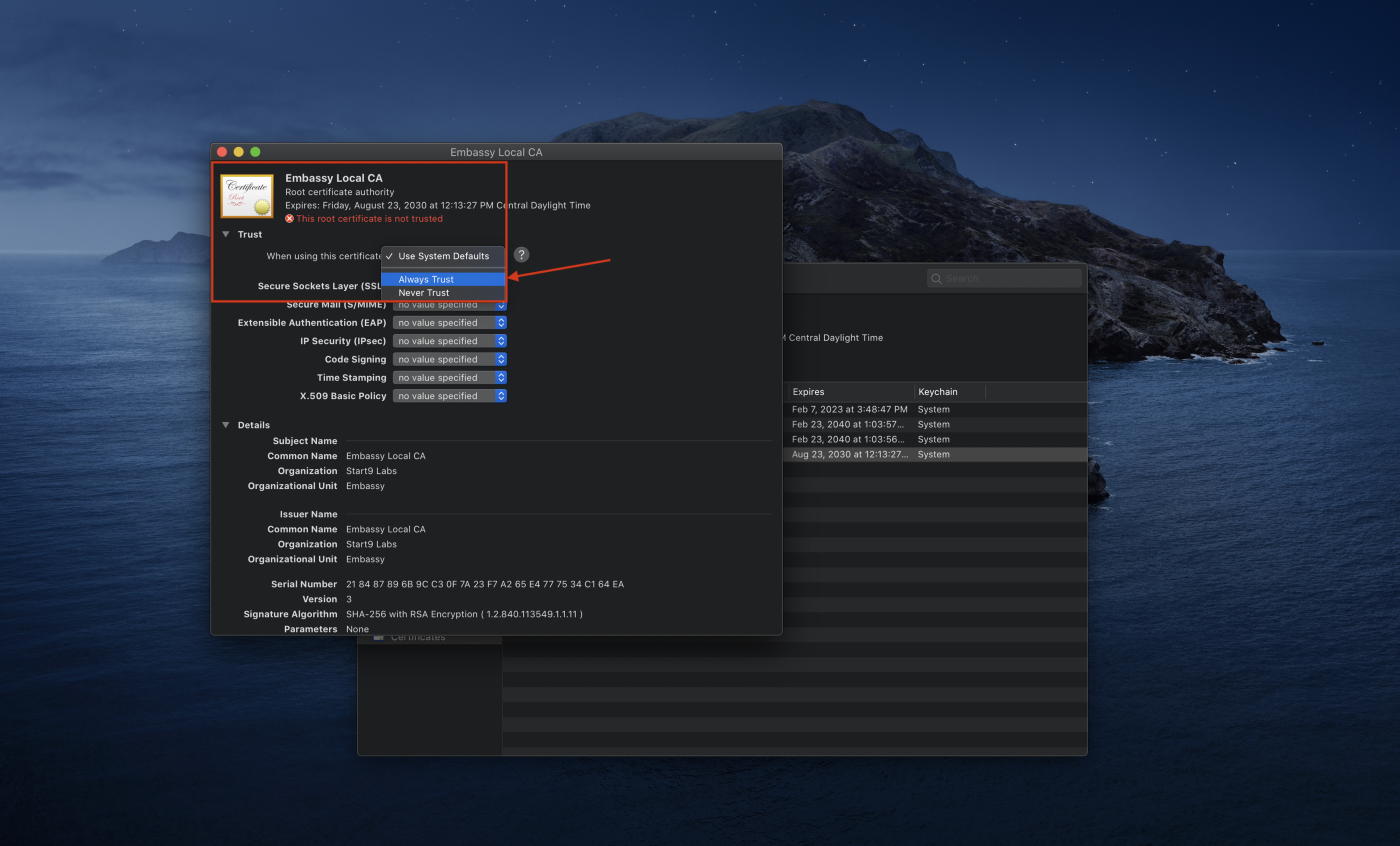 Embassy Local CA
Certificate
Root
Embassy Local CA
Root certificate authority
Expires: Friday, August 23, 2030 at 12:13:27 PM Central Daylight Time
This root certificate is not trusted
Trust
When using this certificate ✓ Use System Defaults ?
Always Trust
Never Trust
Secure Sockets Layer (SSL
Secure Mail (S/MIME) no value specified
Extensible Authentication (EAP) no value specified
IP Security (IPsec) no value specified
Code Signing no value specified
Time Stamping no value specified
X.509 Basic Policy no value specified
Details
Subject Name
Common Name Embassy Local CA
Organization Start9 Labs
Organizational Unit Embassy
Issuer Name
Common Name Embassy Local CA
Organization Start9 Labs
Organizational Unit Embassy
Serial Number 21 84 87 89 6B 9C C3 0F 7A 23 F7 A2 65 E4 77 75 34 C1 64 EA
Version 3
Signature Algorithm SHA-256 with RSA Encryption ( 1.2.840.113549.1.1.11 )
Parameters None
Search
Central Daylight Time
Expires Keychain
Feb 7, 2023 at 3:48:47 PM System
Feb 23, 2040 at 1:03:57... System
Feb 23, 2040 at 1:03:56... System
Aug 23, 2030 at 12:13:27... System
Certificates